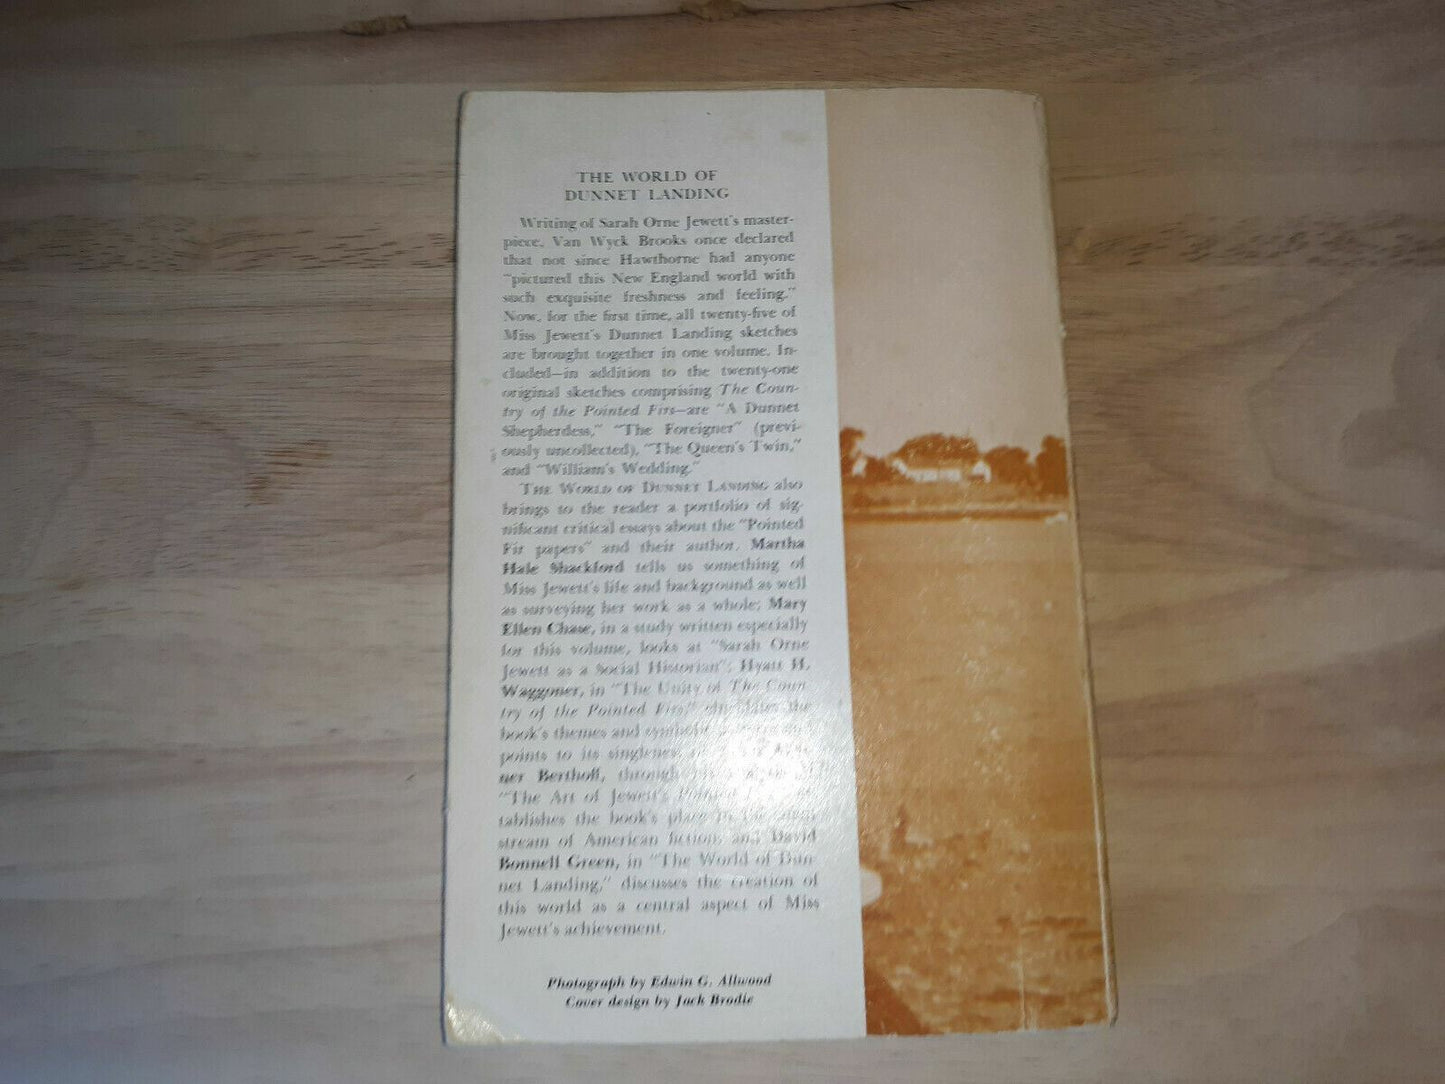 THE WORLD OF
DUNNET LANDING
Writing of Sarah Orne Jewett's master-
piece, Van Wyck Brooks once declared
that not since Hawthorne had anyone
"pictured this New England world with
such exquisite freshness and feeling."
Now, for the first time, all twenty-five of
Miss Jewett's Dunnet Landing sketches
are brought together in one volume. In-
cluded—in addition to the twenty-one
original sketches comprising The Coun-
try of the Pointed Firs—are "A Dunnet
Shepherdess," "The Foreigner" (previ-
ously uncollected), "The Queen's Twin,"
and "William's Wedding."
THE WORLD OF DUNNET LANDING also
brings to the reader a portfolio of sig-
nificant critical essays about the "Pointed
Fir papers" and their author. Martha
Hale Shackford tells us something of
Miss Jewett's life and background as well
as surveying her work as a whole; Mary
Ellen Chase, in a study written especially
for this volume, looks at "Sarah Orne
Jewett as a Social Historian"; Hyatt H.
Waggoner, in "The Unity of The Coun-
try of the Pointed Firs," the
book's themes and
points to its singleness
ner Berthoff, through
"The Art of Jewett's Pointed
tablishes the book's place in the
stream of American fiction; and David
Bonnell Green, in "The World of Dun-
net Landing," discusses the creation of
this world as a central aspect of Miss
Jewett's achievement.
Photograph by Edwin G. Allwood
Cover design by Jack Brodie